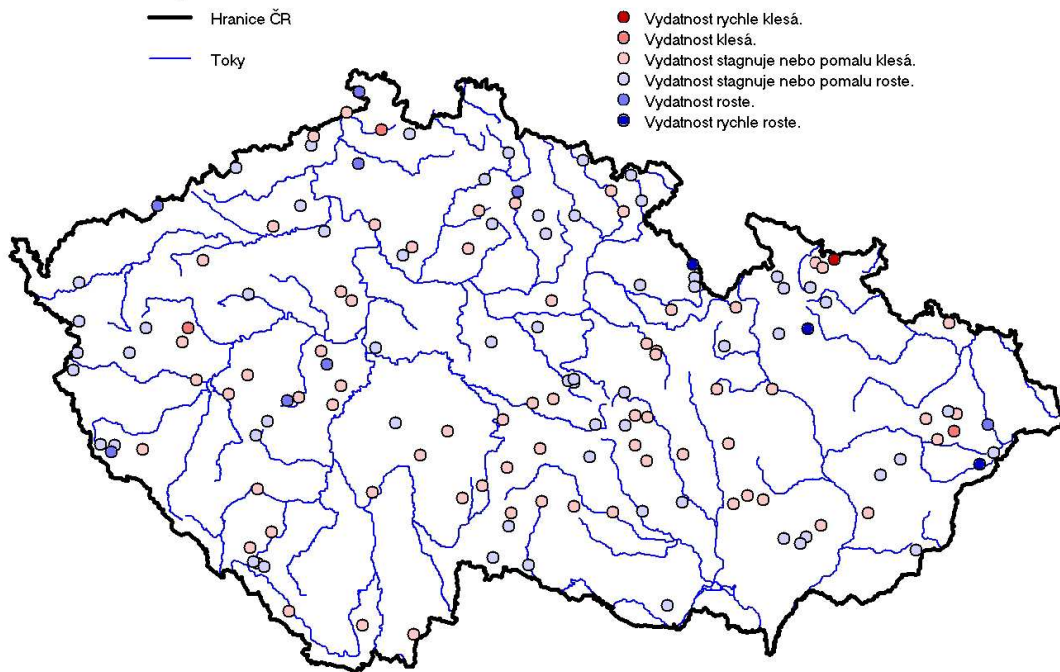 Hranice ČR
Toky
Vydatnost rychle klesá.
Vydatnost klesá.
Vydatnost stagnuje nebo pomalu klesá.
Vydatnost stagnuje nebo pomalu roste.
Vydatnost roste.
Vydatnost rychle roste.